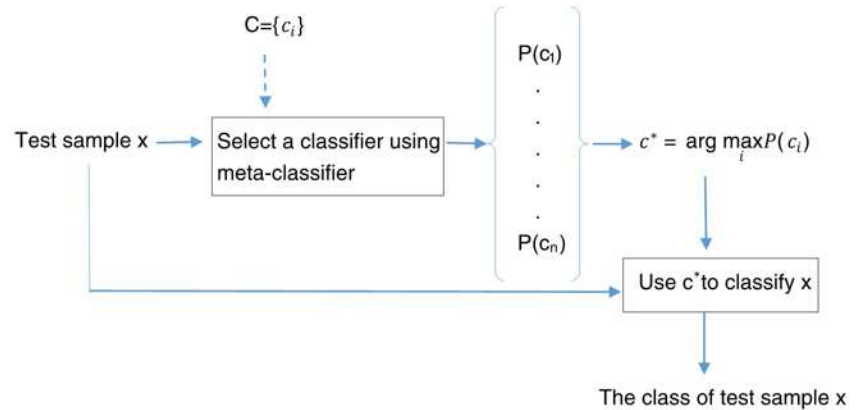 C={c_i}
P(c₁)
.
.
.
.
.
P(cₙ)
Test sample x
Select a classifier using
meta-classifier
c* = arg max P(c_i)
i
Use c*to classify x
The class of test sample x